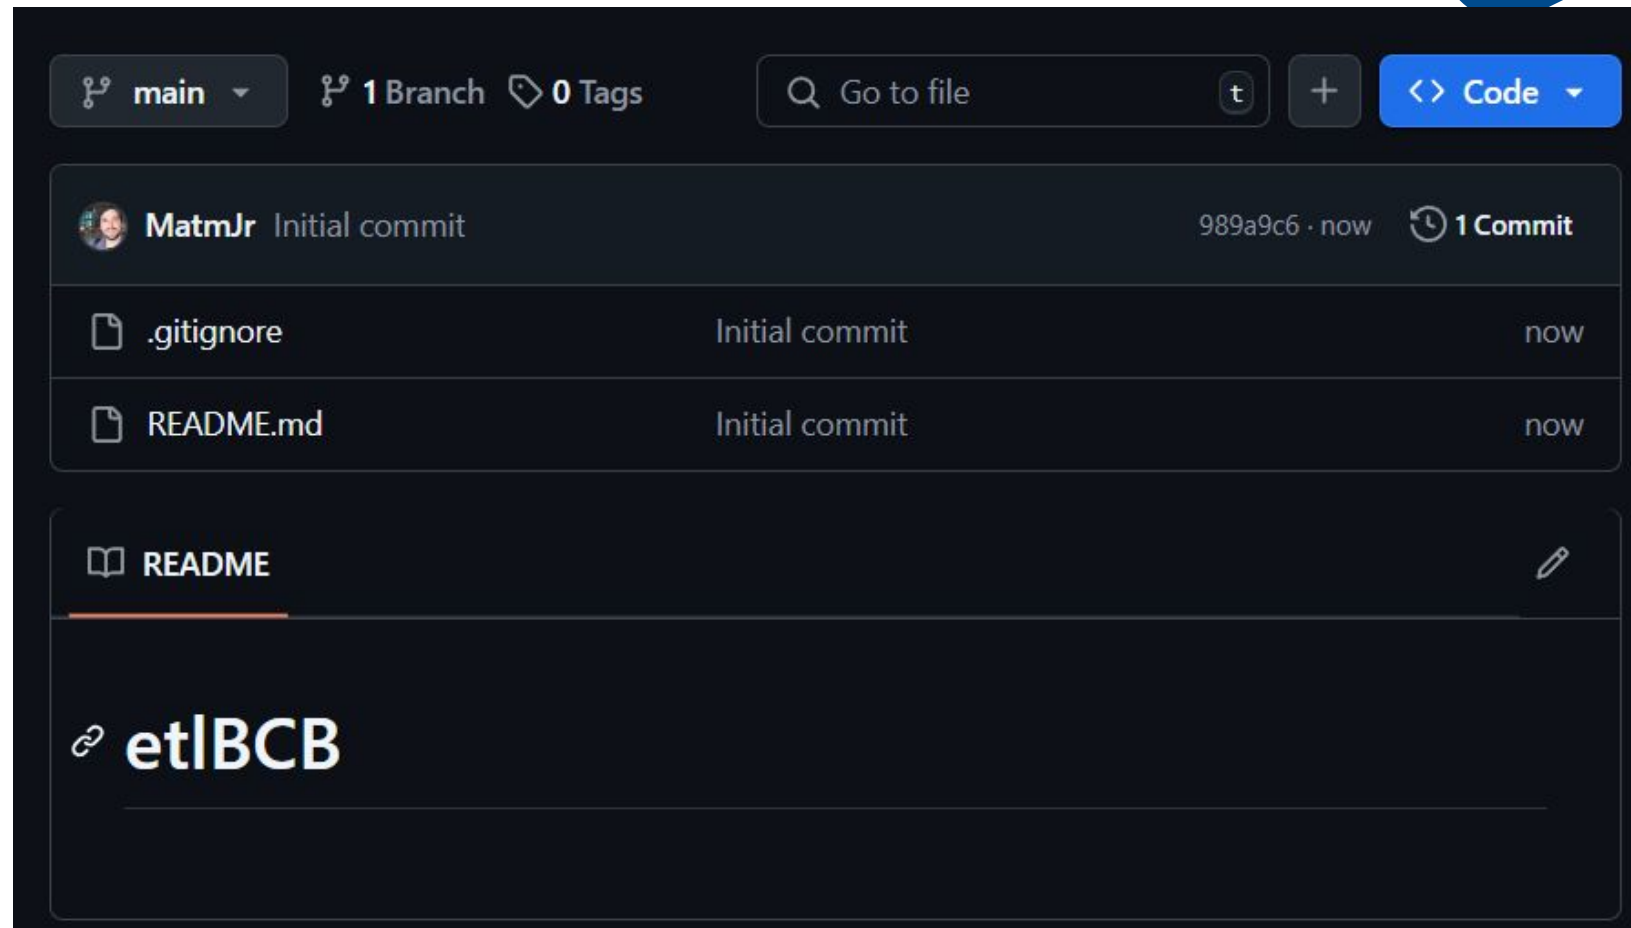 main 1 Branch 0 Tags Go to file t + <> Code
MatmJr Initial commit 989a9c6 · now 1 Commit
.gitignore Initial commit now
README.md Initial commit now
README
etlBCB